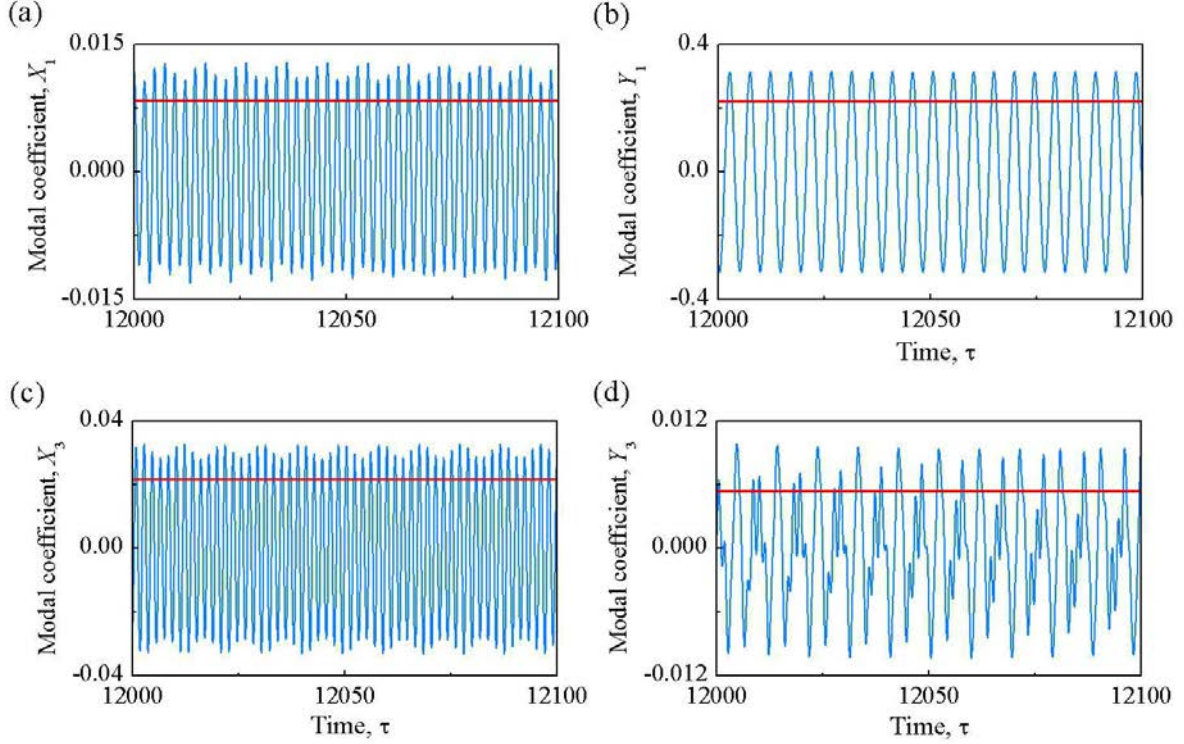 (a)
(b)
0.015
0.000
-0.015
Modal coefficient, X1
12000
12050
12100
0.4
0.0
-0.4
Modal coefficient, Y1
12000
12050
12100
Time, τ
(c)
(d)
0.04
0.00
-0.04
Modal coefficient, X3
12000
12050
12100
Time, τ
0.012
0.000
-0.012
Modal coefficient, Y3
12000
12050
12100
Time, τ